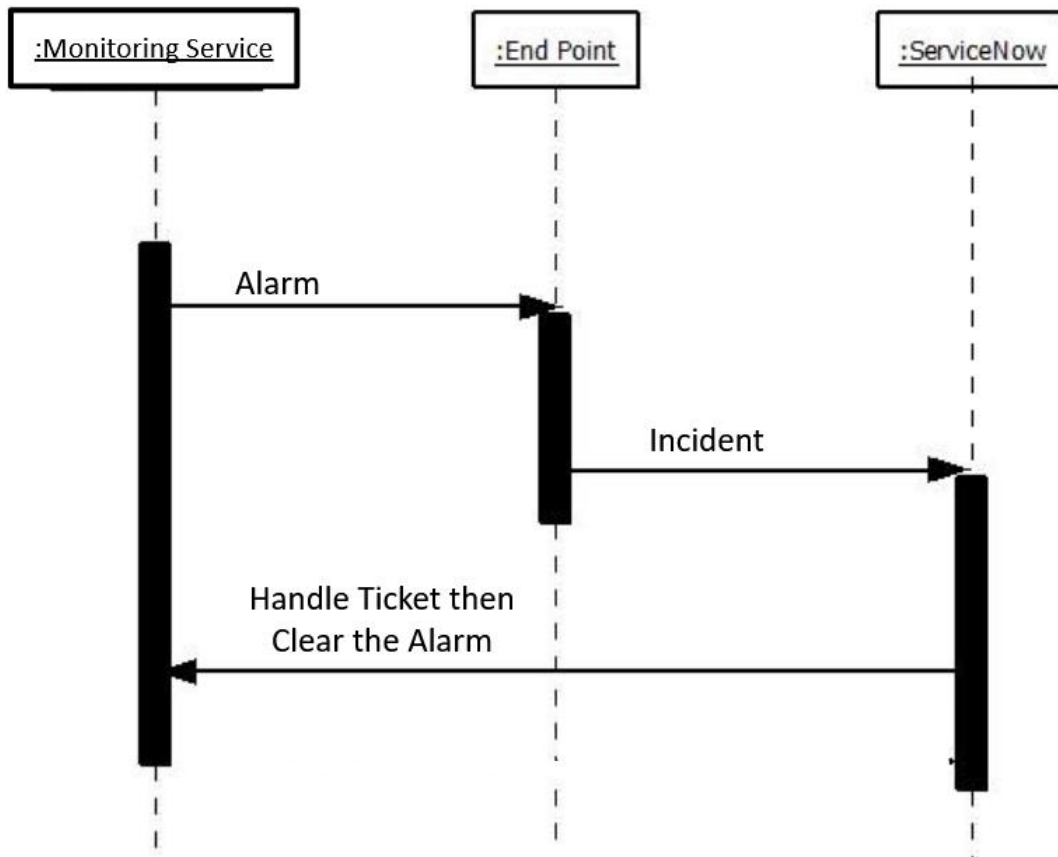 :Monitoring Service
:End Point
:ServiceNow
Alarm
Incident
Handle Ticket then
Clear the Alarm